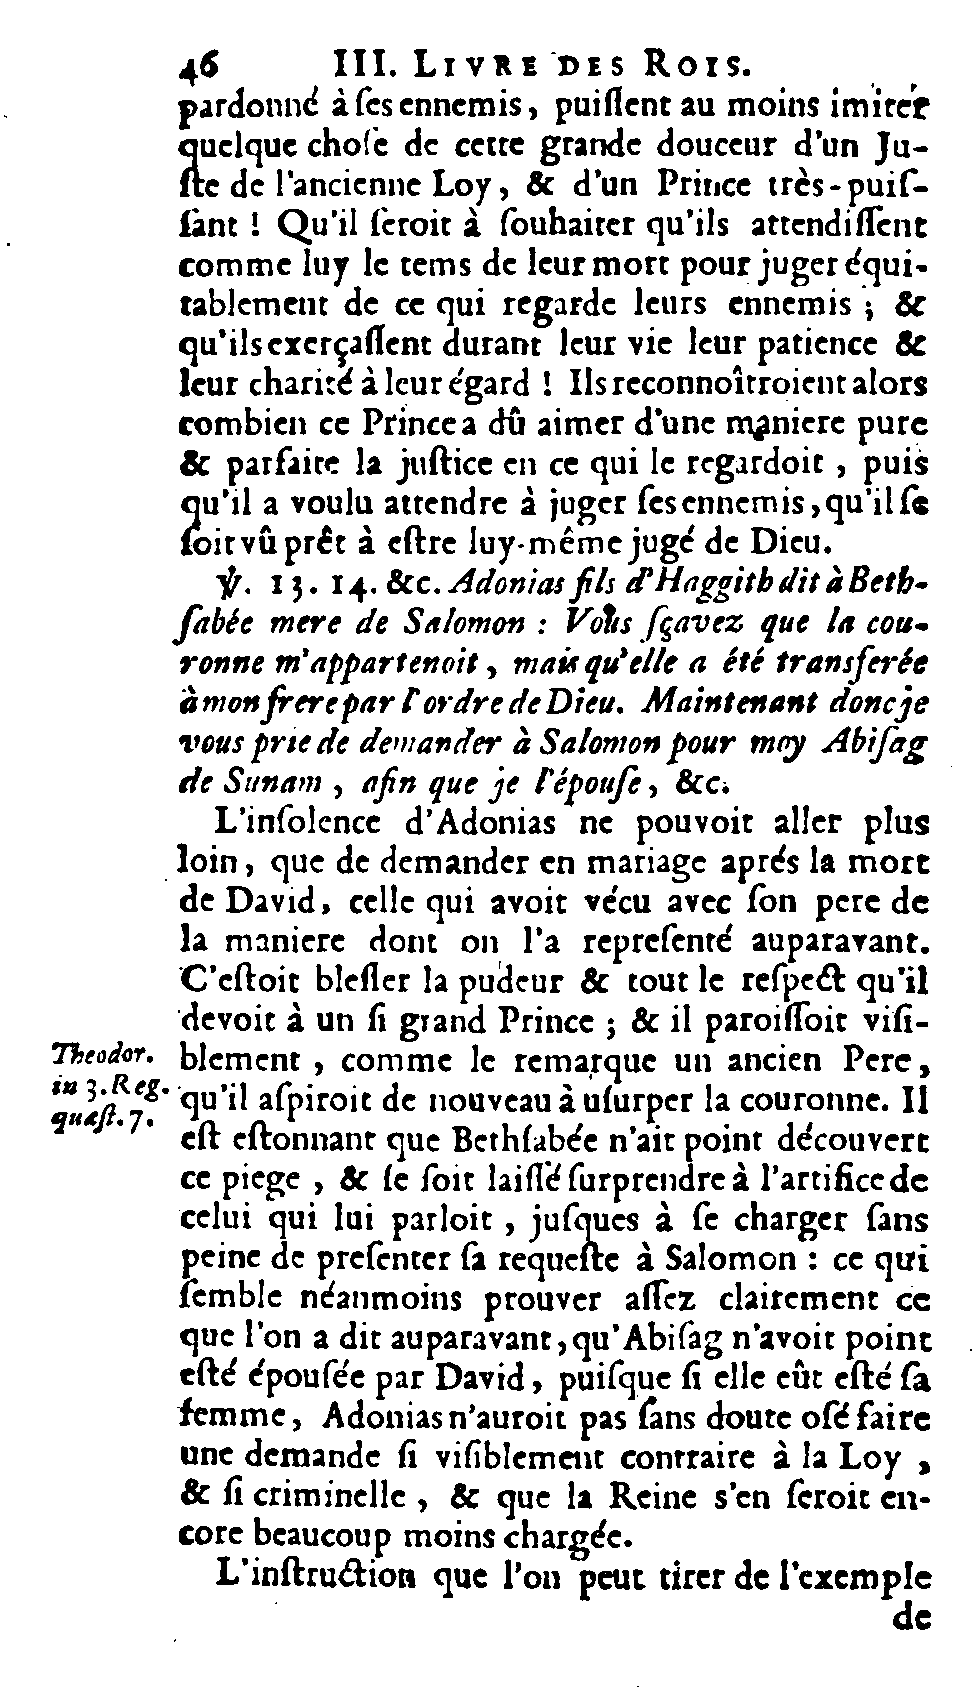 46 III. LIVRE DES ROIS.
pardonné à ſes ennemis, puiſſent au moins imiter
quelque choſe de cette grande douceur d'un Ju-
ſte de l'ancienne Loy, & d'un Prince très-puiſ-
ſant ! Qu'il ſeroit à ſouhaiter qu'ils attendiſſent
comme luy le tems de leur mort pour juger équi-
tablement de ce qui regarde leurs ennemis ; &
qu'ils exerçaſſent durant leur vie leur patience &
leur charité à leur égard ! Ils reconnoîtroient alors
combien ce Prince a dû aimer d'une maniere pure
& parfaite la juſtice en ce qui le regardoit, puis
qu'il a voulu attendre à juger ſes ennemis, qu'il ſe
ſoit vû prêt à eſtre luy-même jugé de Dieu.
℣. 13. 14. &c. Adonias fils d'Haggith dit à Beth-
ſabée mere de Salomon : Vous ſçavez que la cou-
ronne m'appartenoit, mais qu'elle a été transferée
à mon frere par l'ordre de Dieu. Maintenant donc je
vous prie de demander à Salomon pour moy Abiſag
de Sunam, afin que je l'épouſe, &c.
L'inſolence d'Adonias ne pouvoit aller plus
loin, que de demander en mariage aprés la mort
de David, celle qui avoit vécu avec ſon pere de
la maniere dont on l'a repreſenté auparavant.
C'eſtoit bleſſer la pudeur & tout le reſpect qu'il
devoit à un ſi grand Prince ; & il paroiſſoit viſi-
blement, comme le remarque un ancien Pere,
qu'il aſpiroit de nouveau à uſurper la couronne. Il
eſt eſtonnant que Bethſabée n'ait point découvert
ce piege, & ſe ſoit laiſſé ſurprendre à l'artifice de
celui qui lui parloit, juſques à ſe charger ſans
peine de preſenter ſa requeſte à Salomon : ce qui
ſemble néanmoins prouver aſſez clairement ce
que l'on a dit auparavant, qu'Abiſag n'avoit point
eſté épouſée par David, puiſque ſi elle eût eſté ſa
femme, Adonias n'auroit pas ſans doute oſé faire
une demande ſi viſiblement contraire à la Loy,
& ſi criminelle, & que la Reine s'en ſeroit en-
core beaucoup moins chargée.
L'inſtruction que l'on peut tirer de l'exemple
de
Theodor.
in 3. Reg.
quæſt. 7.